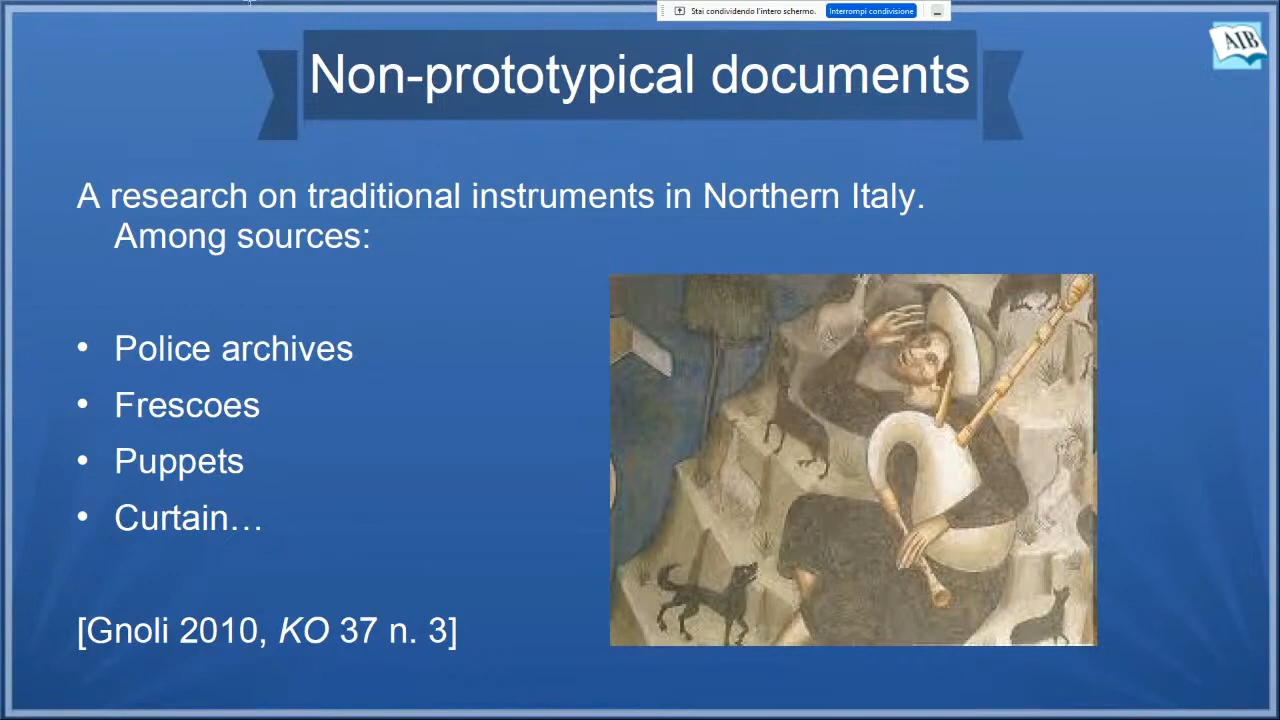 Stai condividendo l'intero schermo. Interrompi condivisione
AIB
Non-prototypical documents
A research on traditional instruments in Northern Italy.
Among sources:
• Police archives
• Frescoes
• Puppets
• Curtain…
[Gnoli 2010, KO 37 n. 3]